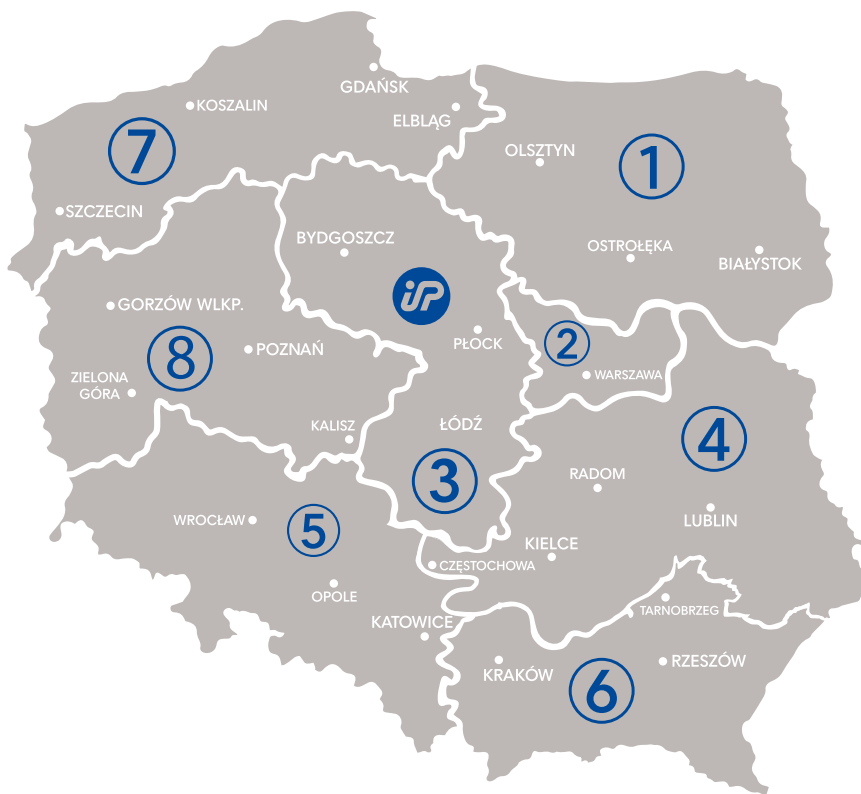 GDAŃSK
KOSZALIN
ELBLĄG
7
OLSZTYN
1
SZCZECIN
BYDGOSZCZ
OSTROŁĘKA
BIAŁYSTOK
iSP
GORZÓW WLKP.
PŁOCK
2
8
POZNAŃ
WARSZAWA
ZIELONA
GÓRA
KALISZ
ŁÓDŹ
4
3
RADOM
WROCŁAW
5
LUBLIN
KIELCE
CZĘSTOCHOWA
OPOLE
TARNOBRZEG
KATOWICE
KRAKÓW
6
RZESZÓW